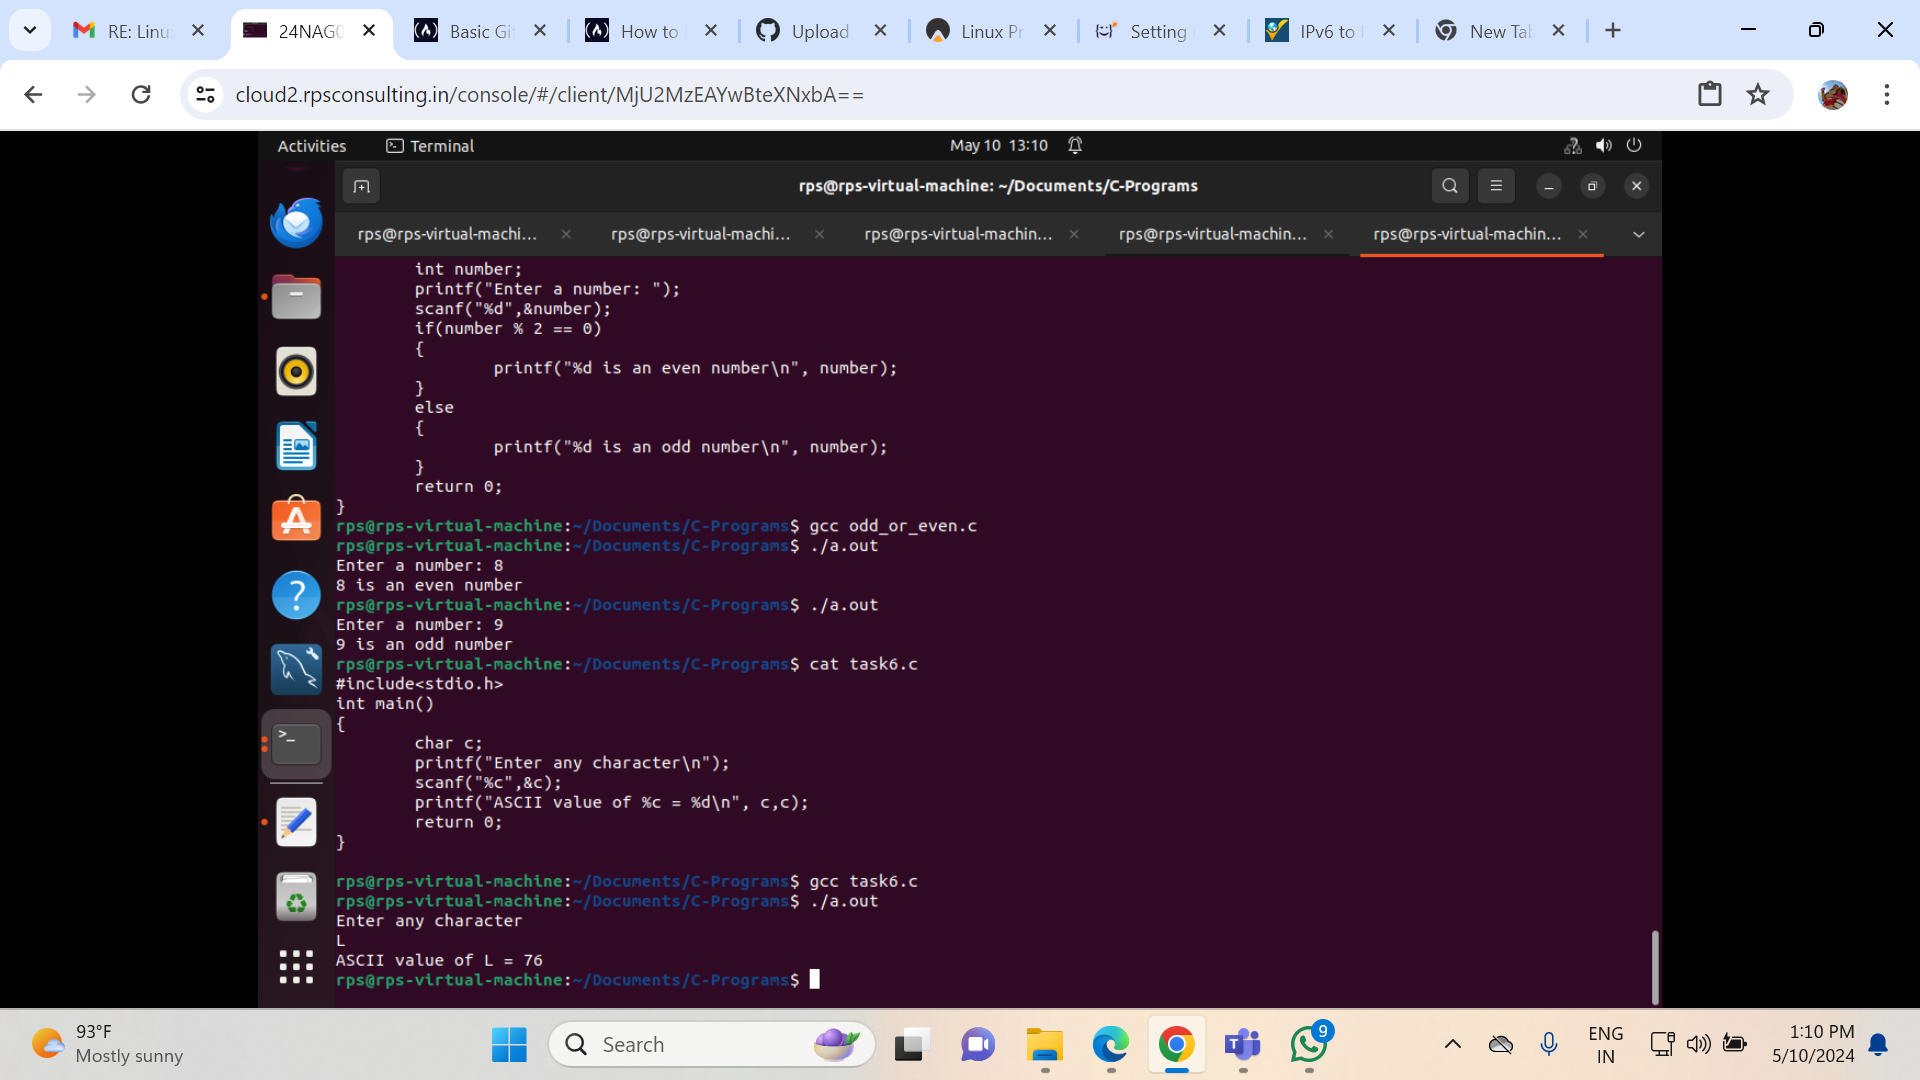 RE: Linu
24NAG0
Basic Gi
How to
Upload
Linux Pr
Setting
IPv6 to
New Tab
cloud2.rpsconsulting.in/console/#/client/MjU2MzEAYwBteXNxbA==
Activities
Terminal
May 10 13:10
rps@rps-virtual-machine: ~/Documents/C-Programs
rps@rps-virtual-machi...
rps@rps-virtual-machi...
rps@rps-virtual-machin...
rps@rps-virtual-machin...
rps@rps-virtual-machin...
int number;
printf("Enter a number: ");
scanf("%d",&number);
if(number % 2 == 0)
{
printf("%d is an even number\n", number);
}
else
{
printf("%d is an odd number\n", number);
}
return 0;
}
rps@rps-virtual-machine:~/Documents/C-Programs$ gcc odd_or_even.c
rps@rps-virtual-machine:~/Documents/C-Programs$ ./a.out
Enter a number: 8
8 is an even number
rps@rps-virtual-machine:~/Documents/C-Programs$ ./a.out
Enter a number: 9
9 is an odd number
rps@rps-virtual-machine:~/Documents/C-Programs$ cat task6.c
#include<stdio.h>
int main()
{
char c;
printf("Enter any character\n");
scanf("%c",&c);
printf("ASCII value of %c = %d\n", c,c);
return 0;
}
rps@rps-virtual-machine:~/Documents/C-Programs$ gcc task6.c
rps@rps-virtual-machine:~/Documents/C-Programs$ ./a.out
Enter any character
L
ASCII value of L = 76
rps@rps-virtual-machine:~/Documents/C-Programs$
93°F
Mostly sunny
Search
9
ENG
IN
1:10 PM
5/10/2024